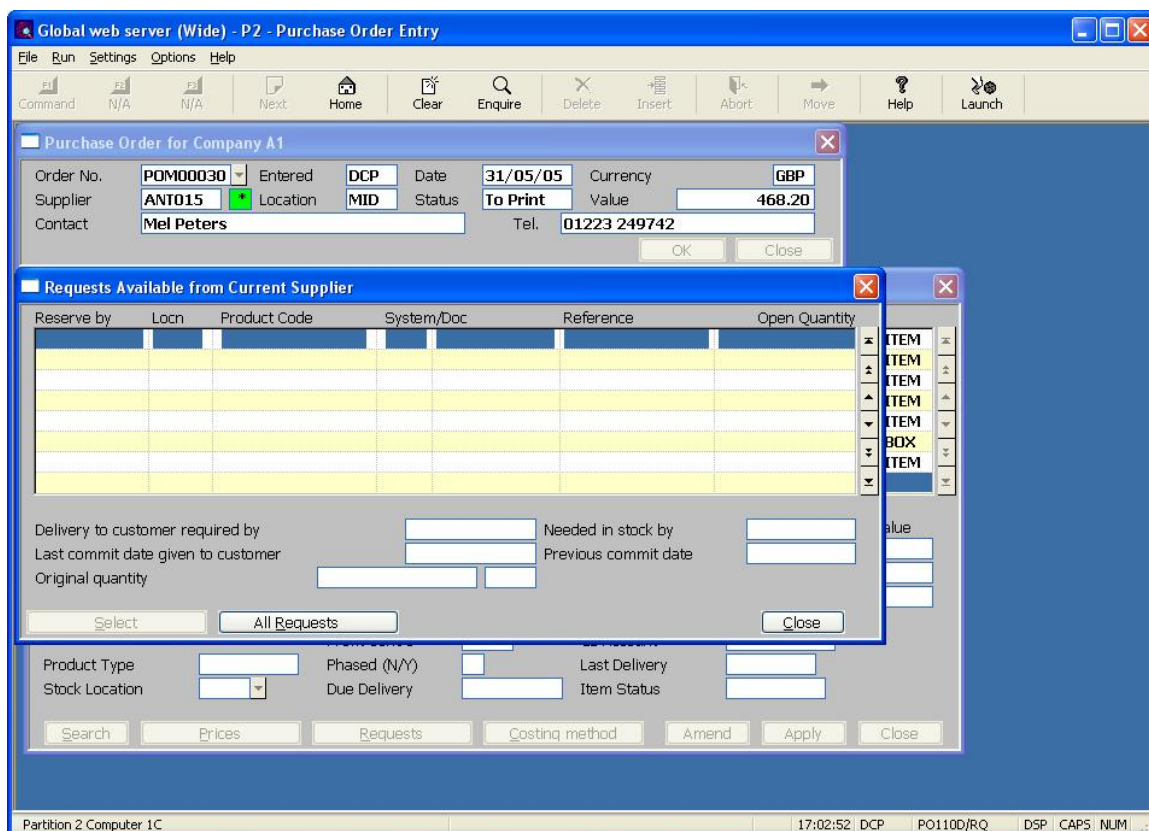 Global web server (Wide) - P2 - Purchase Order Entry
File Run Settings Options Help
F1 F2 F3
Command N/A N/A Next Home Clear Enquire Delete Insert Abort Move Help Launch
Purchase Order for Company A1
Order No. POM00030 Entered DCP Date 31/05/05 Currency GBP
Supplier ANT015 * Location MID Status To Print Value 468.20
Contact Mel Peters Tel. 01223 249742
OK Close
Requests Available from Current Supplier
Reserve by Locn Product Code System/Doc Reference Open Quantity
ITEM
ITEM
ITEM
ITEM
ITEM
BOX
ITEM
Delivery to customer required by Needed in stock by alue
Last commit date given to customer Previous commit date
Original quantity
Select All Requests Close
Product Type Phased (N/Y) Last Delivery
Stock Location Due Delivery Item Status
Search Prices Requests Costing method Amend Apply Close
Partition 2 Computer 1C 17:02:52 DCP PO110D/RQ DSP CAPS NUM